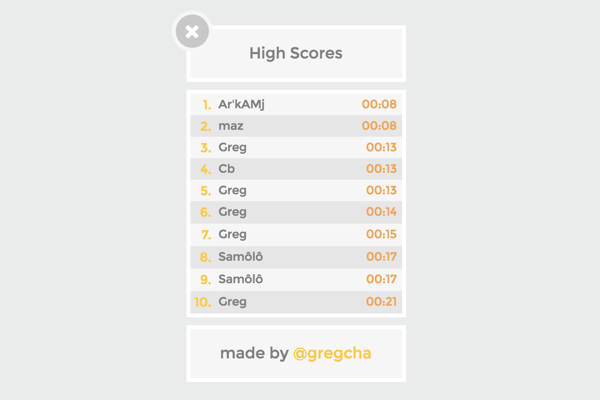 High Scores
1. Ar'kAMj 00:08
2. maz 00:08
3. Greg 00:13
4. Cb 00:13
5. Greg 00:13
6. Greg 00:14
7. Greg 00:15
8. Samôlô 00:17
9. Samôlô 00:17
10. Greg 00:21
made by @gregcha